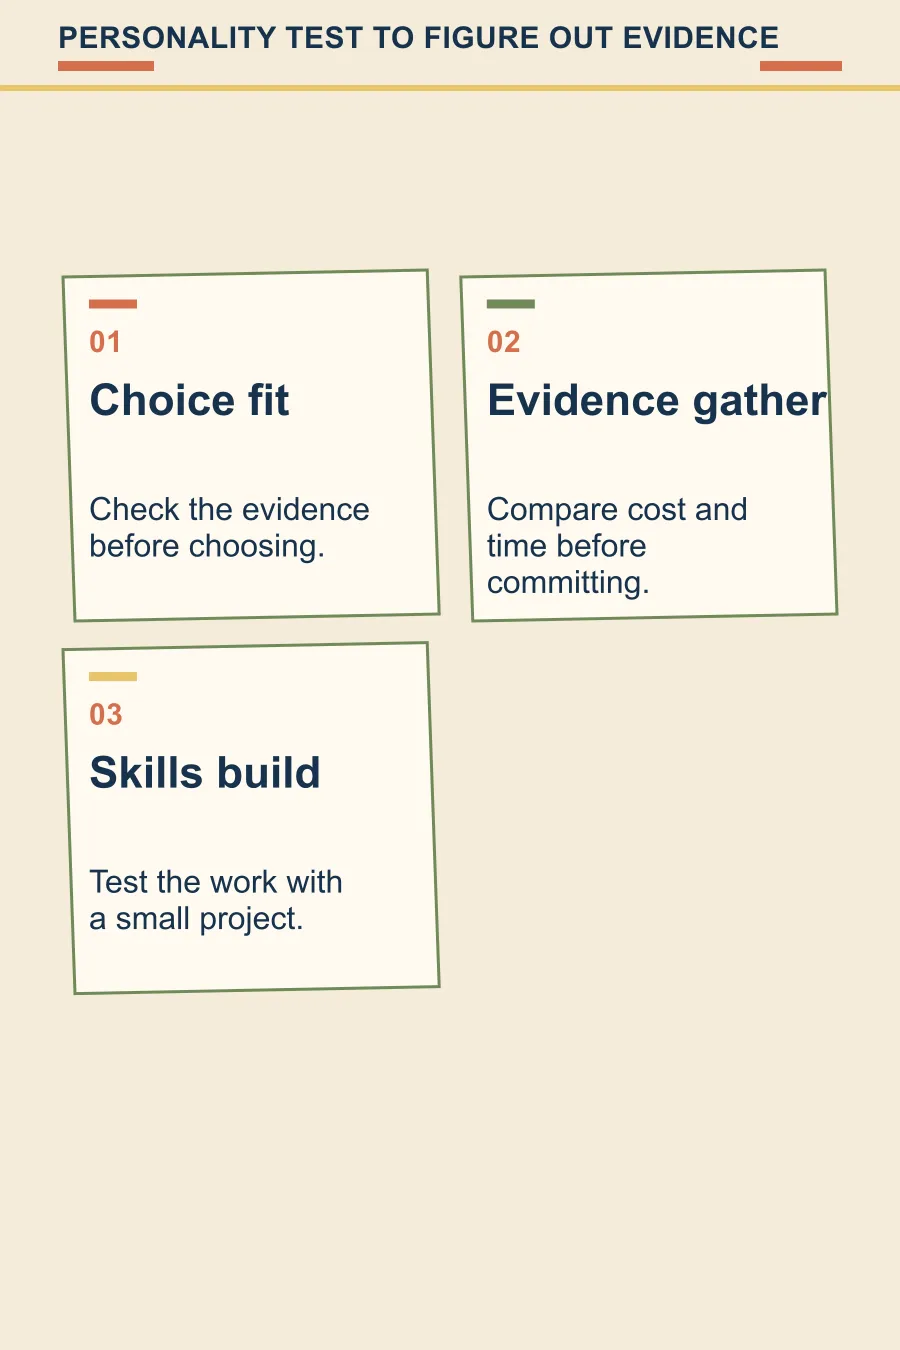 PERSONALITY TEST TO FIGURE OUT EVIDENCE
01
Choice fit
Check the evidence
before choosing.
02
Evidence gather
Compare cost and
time before
committing.
03
Skills build
Test the work with
a small project.